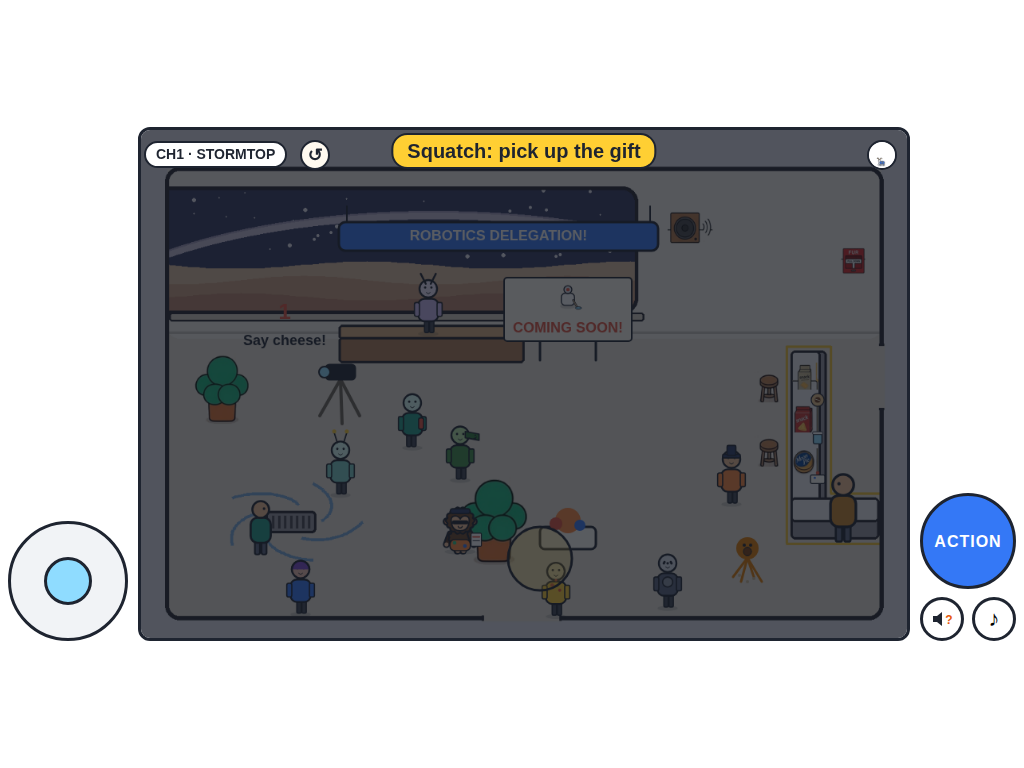 CH1 · STORMTOP
↺
Squatch: pick up the gift
ROBOTICS DELEGATION!
COMING SOON!
1
Say cheese!
ACTION
?
♪